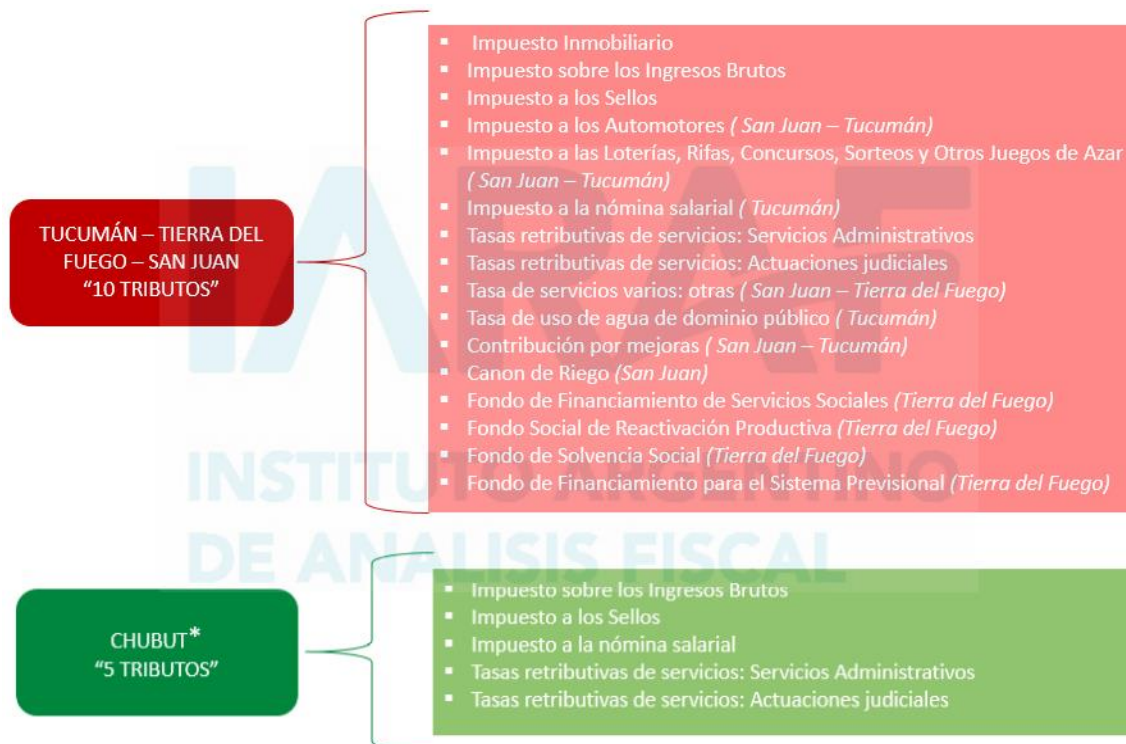 Impuesto Inmobiliario
Impuesto sobre los Ingresos Brutos
Impuesto a los Sellos
Impuesto a los Automotores ( San Juan – Tucumán)
Impuesto a las Loterías, Rifas, Concursos, Sorteos y Otros Juegos de Azar
( San Juan – Tucumán)
Impuesto a la nómina salarial ( Tucumán)
Tasas retributivas de servicios: Servicios Administrativos
Tasas retributivas de servicios: Actuaciones judiciales
Tasa de servicios varios: otras ( San Juan – Tierra del Fuego)
Tasa de uso de agua de dominio público ( Tucumán)
Contribución por mejoras ( San Juan – Tucumán)
Canon de Riego (San Juan)
Fondo de Financiamiento de Servicios Sociales (Tierra del Fuego)
Fondo Social de Reactivación Productiva (Tierra del Fuego)
Fondo de Solvencia Social (Tierra del Fuego)
Fondo de Financiamiento para el Sistema Previsional (Tierra del Fuego)
TUCUMÁN – TIERRA DEL
FUEGO – SAN JUAN
“10 TRIBUTOS”
IARAF
INSTITUTO ARGENTINO
DE ANALISIS FISCAL
CHUBUT*
“5 TRIBUTOS”
Impuesto sobre los Ingresos Brutos
Impuesto a los Sellos
Impuesto a la nómina salarial
Tasas retributivas de servicios: Servicios Administrativos
Tasas retributivas de servicios: Actuaciones judiciales